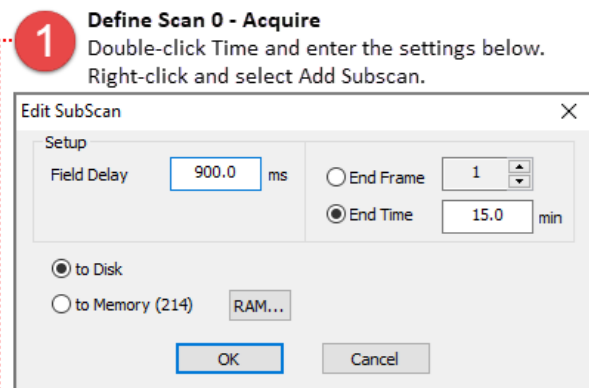 1
Define Scan 0 - Acquire
Double-click Time and enter the settings below.
Right-click and select Add Subscan.
Edit SubScan
Setup
Field Delay 900.0 ms
End Frame 1
End Time 15.0 min
to Disk
to Memory (214) RAM...
OK Cancel